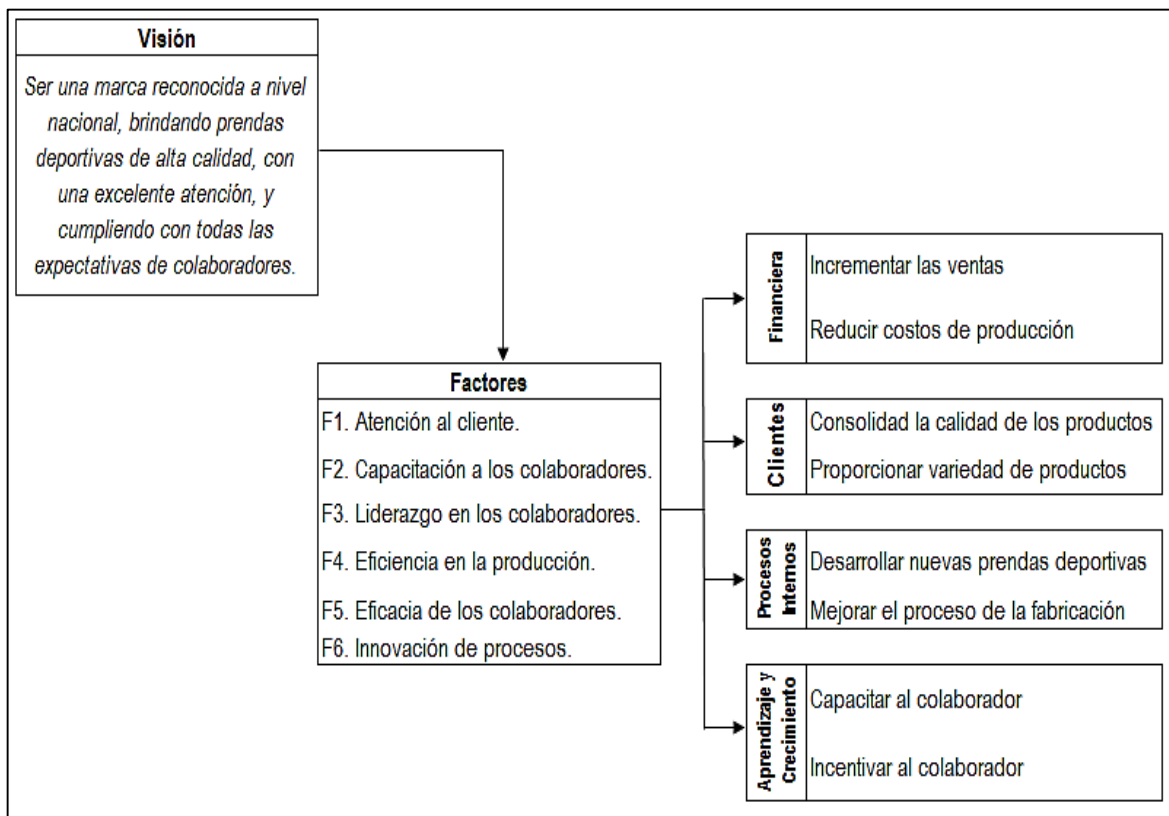 Visión
Ser una marca reconocida a nivel
nacional, brindando prendas
deportivas de alta calidad, con
una excelente atención, y
cumpliendo con todas las
expectativas de colaboradores.
Factores
F1. Atención al cliente.
F2. Capacitación a los colaboradores.
F3. Liderazgo en los colaboradores.
F4. Eficiencia en la producción.
F5. Eficacia de los colaboradores.
F6. Innovación de procesos.
Financiera
Incrementar las ventas
Reducir costos de producción
Clientes
Consolidad la calidad de los productos
Proporcionar variedad de productos
Procesos
Internos
Desarrollar nuevas prendas deportivas
Mejorar el proceso de la fabricación
Aprendizaje y
Crecimiento
Capacitar al colaborador
Incentivar al colaborador